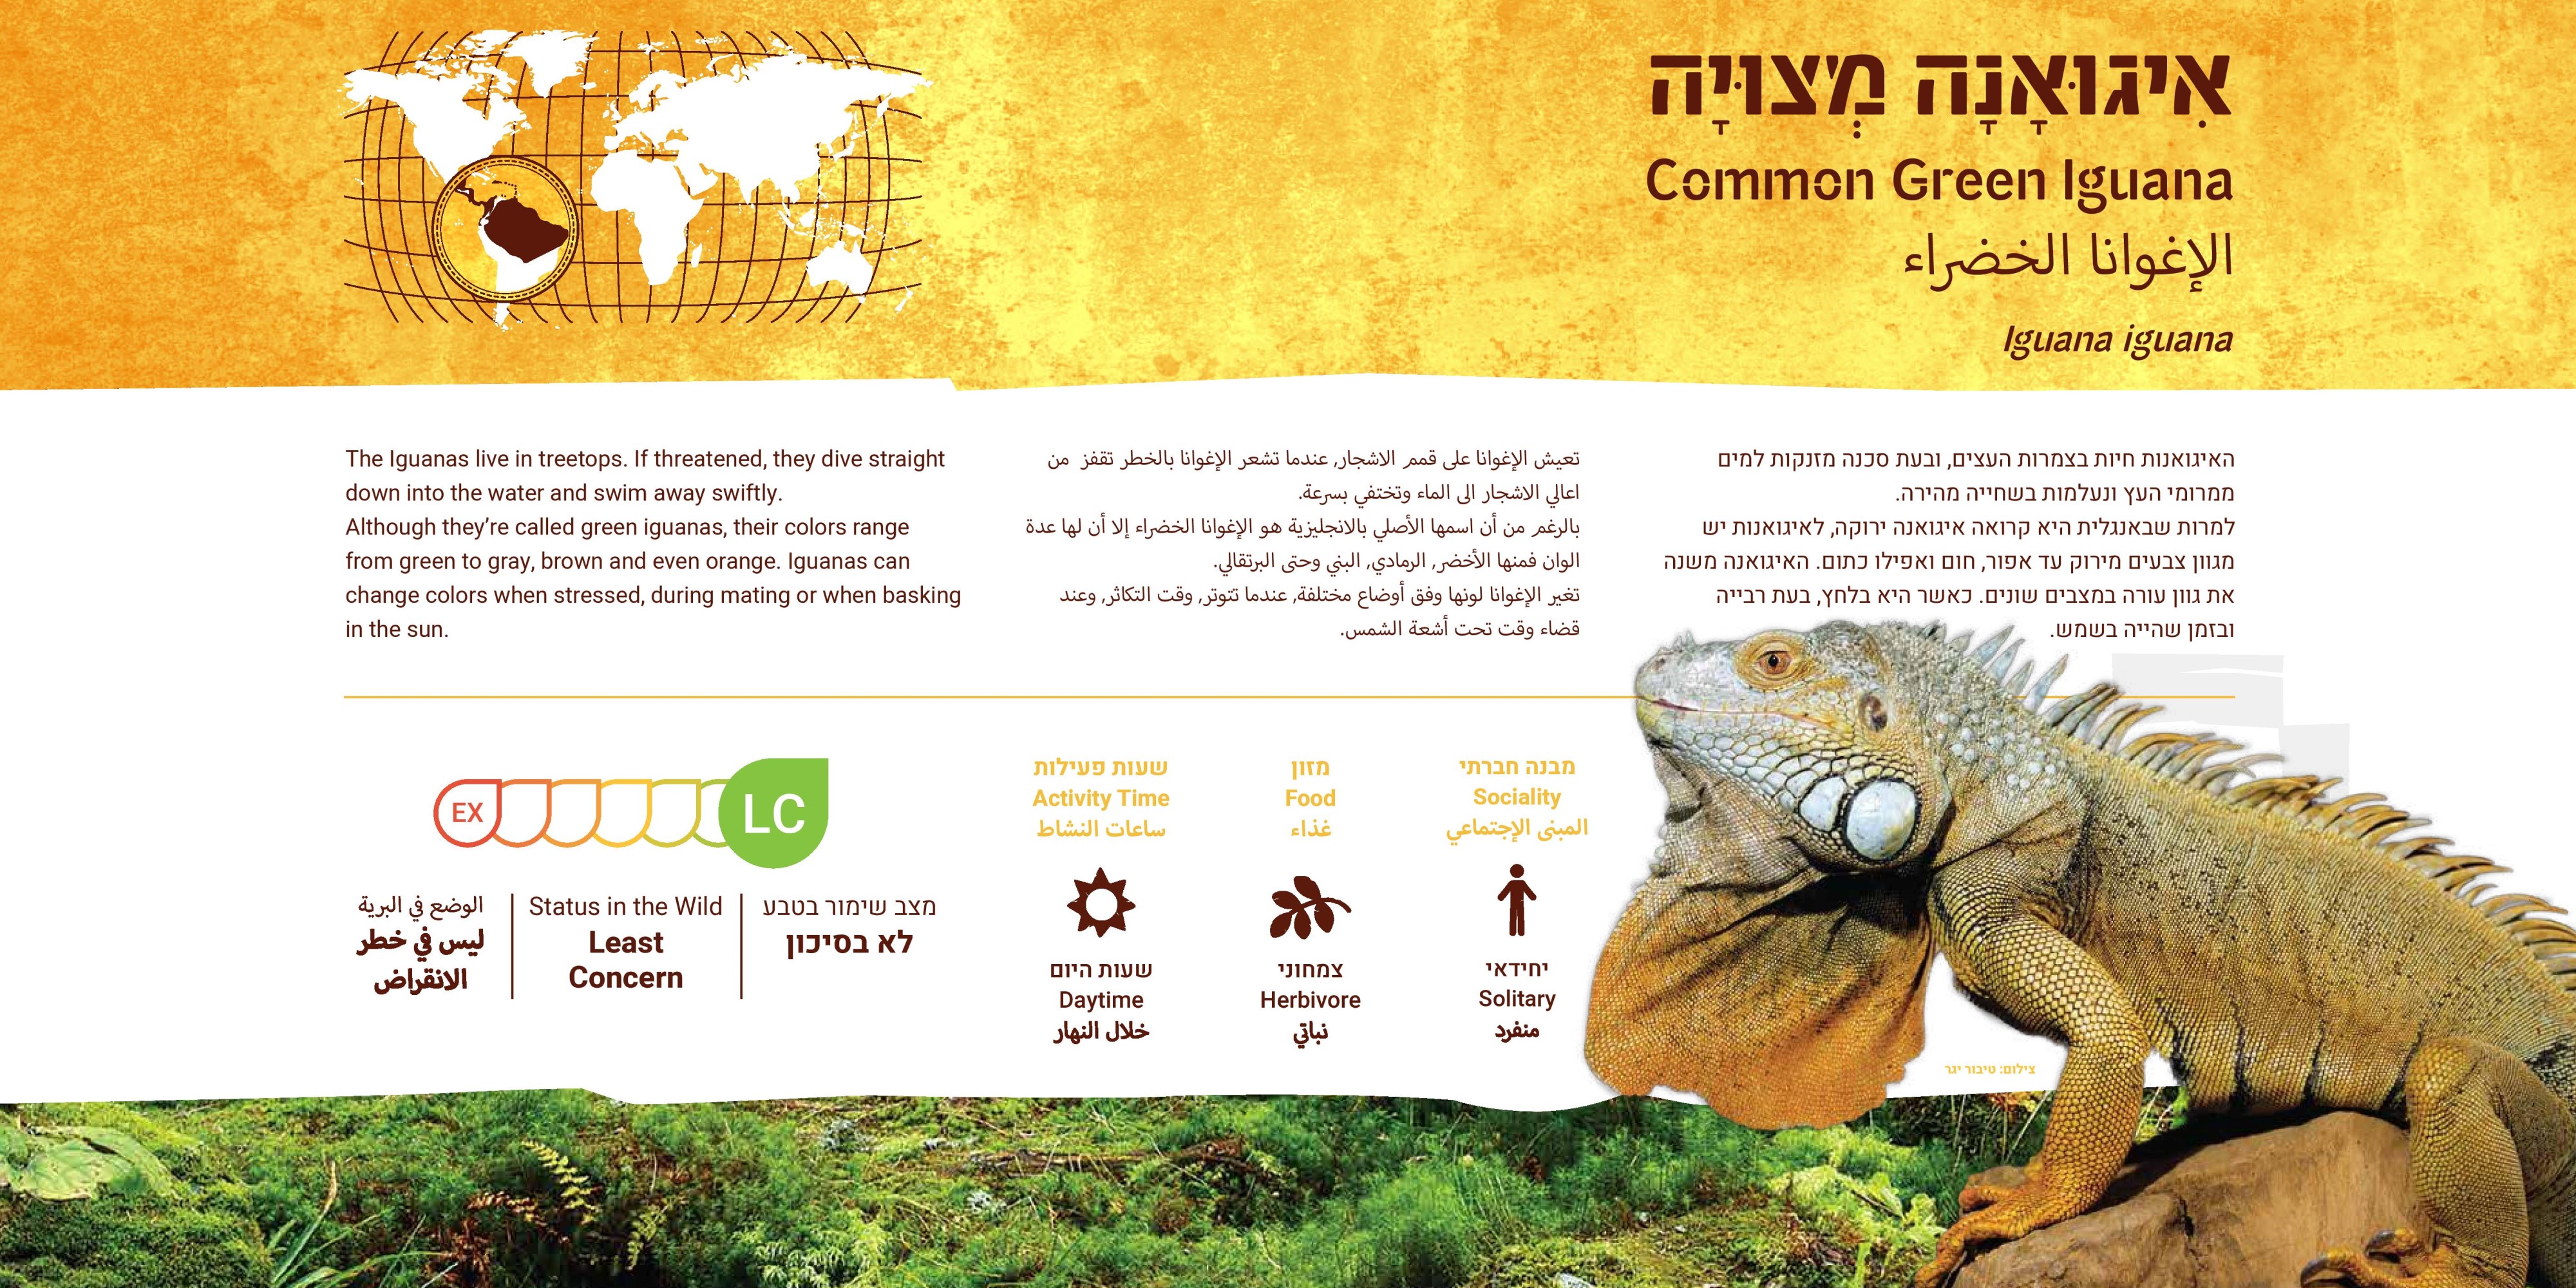 אִיגוּאָנָה מְצוּיָה
Common Green Iguana
الإغوانا الخضراء
Iguana iguana
האיגואנות חיות בצמרות העצים, ובעת סכנה מזנקות למים
ממרומי העץ ונעלמות בשחייה מהירה.
למרות שבאנגלית היא קרואה איגואנה ירוקה, לאיגואנות יש
מגוון צבעים מירוק עד אפור, חום ואפילו כתום. האיגואנה משנה
את גוון עורה במצבים שונים. כאשר היא בלחץ, בעת רבייה
ובזמן שהייה בשמש.
تعيش الإغوانا على قمم الاشجار, عندما تشعر الإغوانا بالخطر تقفز من
اعالي الاشجار الى الماء وتختفي بسرعة.
بالرغم من أن اسمها الأصلي بالانجليزية هو الإغوانا الخضراء إلا أن لها عدة
الوان فمنها الأخضر, الرمادي, البني وحتى البرتقالي.
تغير الإغوانا لونها وفق أوضاع مختلفة, عندما تتوتر, وقت التكاثر, وعند
قضاء وقت تحت أشعة الشمس.
The Iguanas live in treetops. If threatened, they dive straight
down into the water and swim away swiftly.
Although they’re called green iguanas, their colors range
from green to gray, brown and even orange. Iguanas can
change colors when stressed, during mating or when basking
in the sun.
מבנה חברתי
Sociality
المبنى الإجتماعي
יחידאי
Solitary
منفرد
מזון
Food
غذاء
צמחוני
Herbivore
نباتي
שעות פעילות
Activity Time
ساعات النشاط
שעות היום
Daytime
خلال النهار
EX
LC
מצב שימור בטבע
לא בסיכון
Status in the Wild
Least
Concern
الوضع في البرية
ليس في خطر
الانقراض
צילום: טיבור יגר